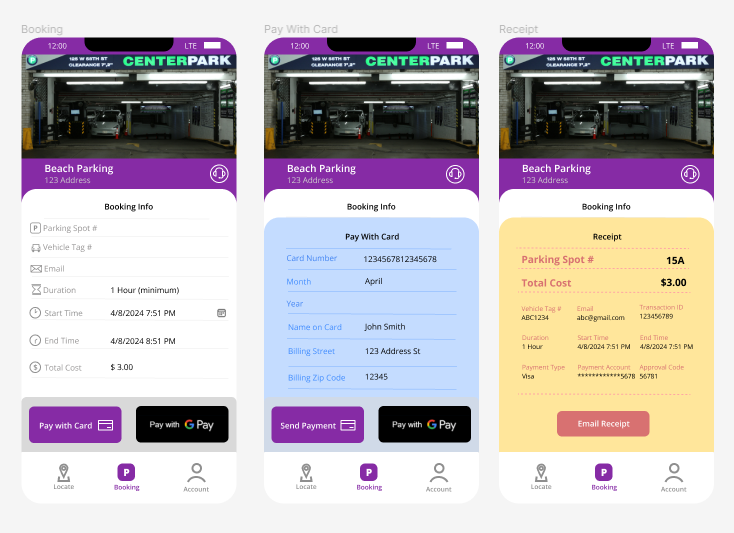 Booking
12:00 LTE
P 125 W 55TH ST
CLEARANCE 7',2"
CENTERPARK
Beach Parking
123 Address
Booking Info
P Parking Spot #
Vehicle Tag #
Email
Duration 1 Hour (minimum)
Start Time 4/8/2024 7:51 PM
End Time 4/8/2024 8:51 PM
$ Total Cost $ 3.00
Pay with Card
Pay with G Pay
Locate
P
Booking
Account
Pay With Card
12:00 LTE
P 125 W 55TH ST
CLEARANCE 7',2"
CENTERPARK
Beach Parking
123 Address
Booking Info
Pay With Card
Card Number 1234567812345678
Month April
Year
Name on Card John Smith
Billing Street 123 Address St
Billing Zip Code 12345
Send Payment
Pay with G Pay
Locate
P
Booking
Account
Receipt
12:00 LTE
P 125 W 55TH ST
CLEARANCE 7',2"
CENTERPARK
Beach Parking
123 Address
Booking Info
Receipt
Parking Spot # 15A
Total Cost $3.00
Vehicle Tag # Email Transaction ID
ABC1234 abc@gmail.com 123456789
Duration Start Time End Time
1 Hour 4/8/2024 7:51 PM 4/8/2024 7:51 PM
Payment Type Payment Account Approval Code
Visa ************5678 56781
Email Receipt
Locate
P
Booking
Account